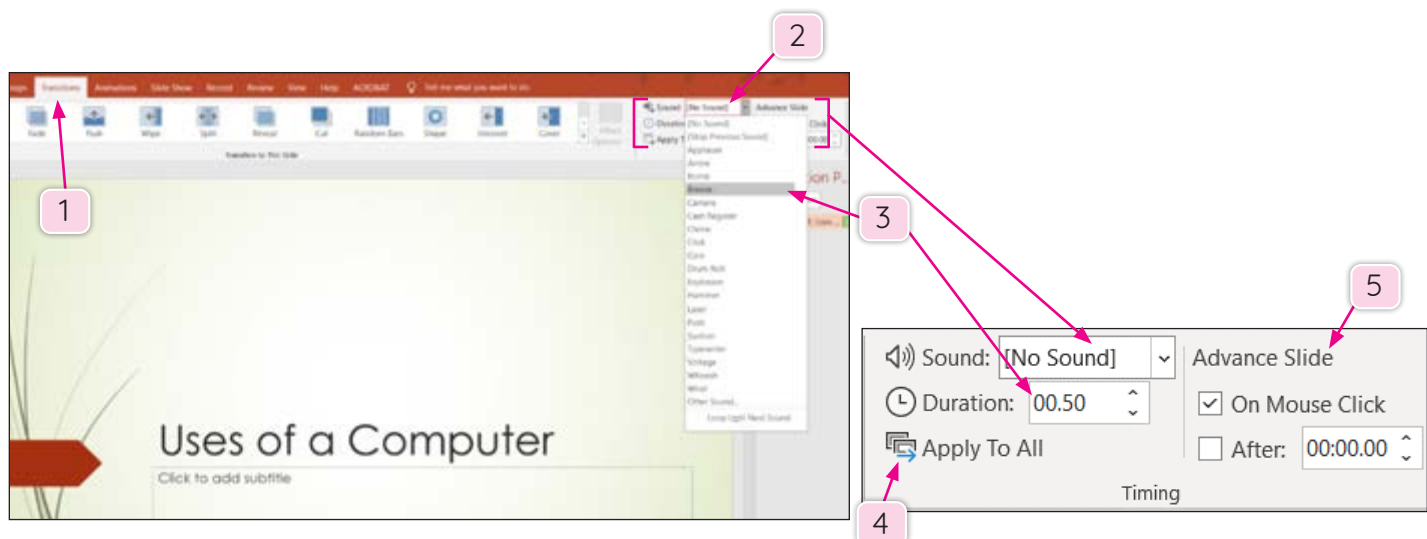 2
Transitions Animations Slide Show Record Review View Help ACROBAT Tell me what you want to do
Sound [No Sound] Advance Slide
Fade Push Wipe Split Reveal Cut Random Bars Shape Uncover Cover
Transition to This Slide
[No Sound]
[Stop Previous Sound]
Applause
Arrow
Bomb
Breeze
Camera
Cash Register
Chime
Click
Coin
Drum Roll
Explosion
Hammer
Laser
Push
Suction
Typewriter
Voltage
Whoosh
Wind
Other Sound...
Loop Until Next Sound
1
3
5
Uses of a Computer
Click to add subtitle
Sound: [No Sound] Advance Slide
Duration: 00.50 On Mouse Click
Apply To All After: 00:00.00
Timing
4